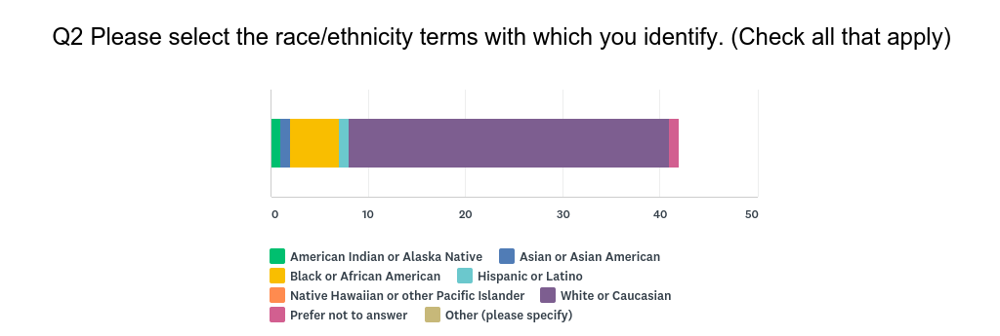 Q2 Please select the race/ethnicity terms with which you identify. (Check all that apply)
0 10 20 30 40 50
American Indian or Alaska Native Asian or Asian American
Black or African American Hispanic or Latino
Native Hawaiian or other Pacific Islander White or Caucasian
Prefer not to answer Other (please specify)